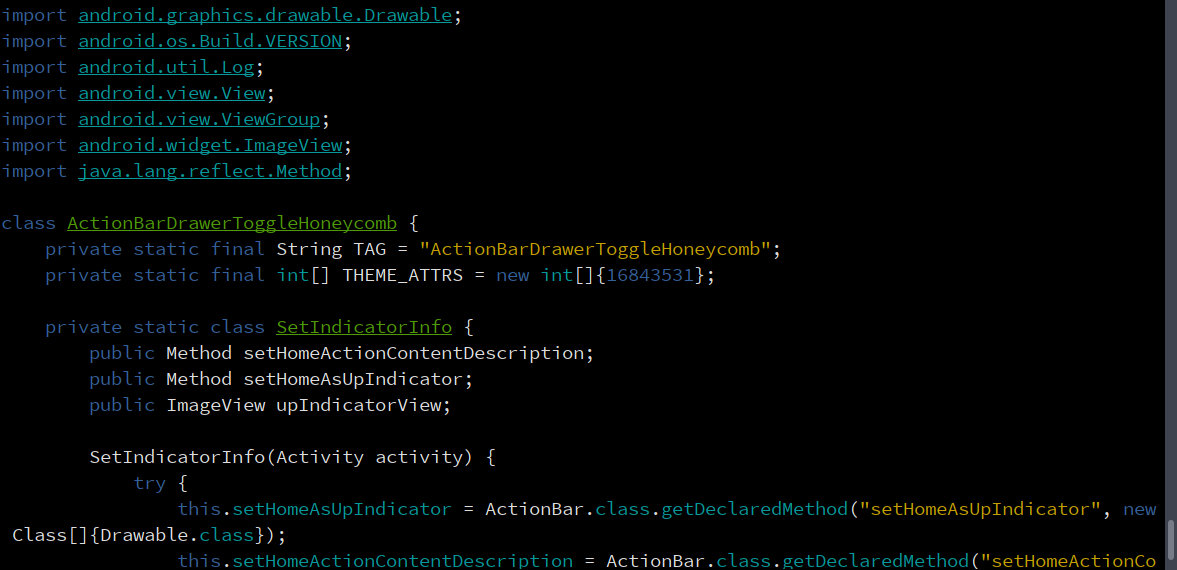 import android.graphics.drawable.Drawable;
import android.os.Build.VERSION;
import android.util.Log;
import android.view.View;
import android.view.ViewGroup;
import android.widget.ImageView;
import java.lang.reflect.Method;

class ActionBarDrawerToggleHoneycomb {
    private static final String TAG = "ActionBarDrawerToggleHoneycomb";
    private static final int[] THEME_ATTRS = new int[]{16843531};

    private static class SetIndicatorInfo {
        public Method setHomeActionContentDescription;
        public Method setHomeAsUpIndicator;
        public ImageView upIndicatorView;

        SetIndicatorInfo(Activity activity) {
            try {
                this.setHomeAsUpIndicator = ActionBar.class.getDeclaredMethod("setHomeAsUpIndicator", new
 Class[]{Drawable.class});
                this.setHomeActionContentDescription = ActionBar.class.getDeclaredMethod("setHomeActionCo